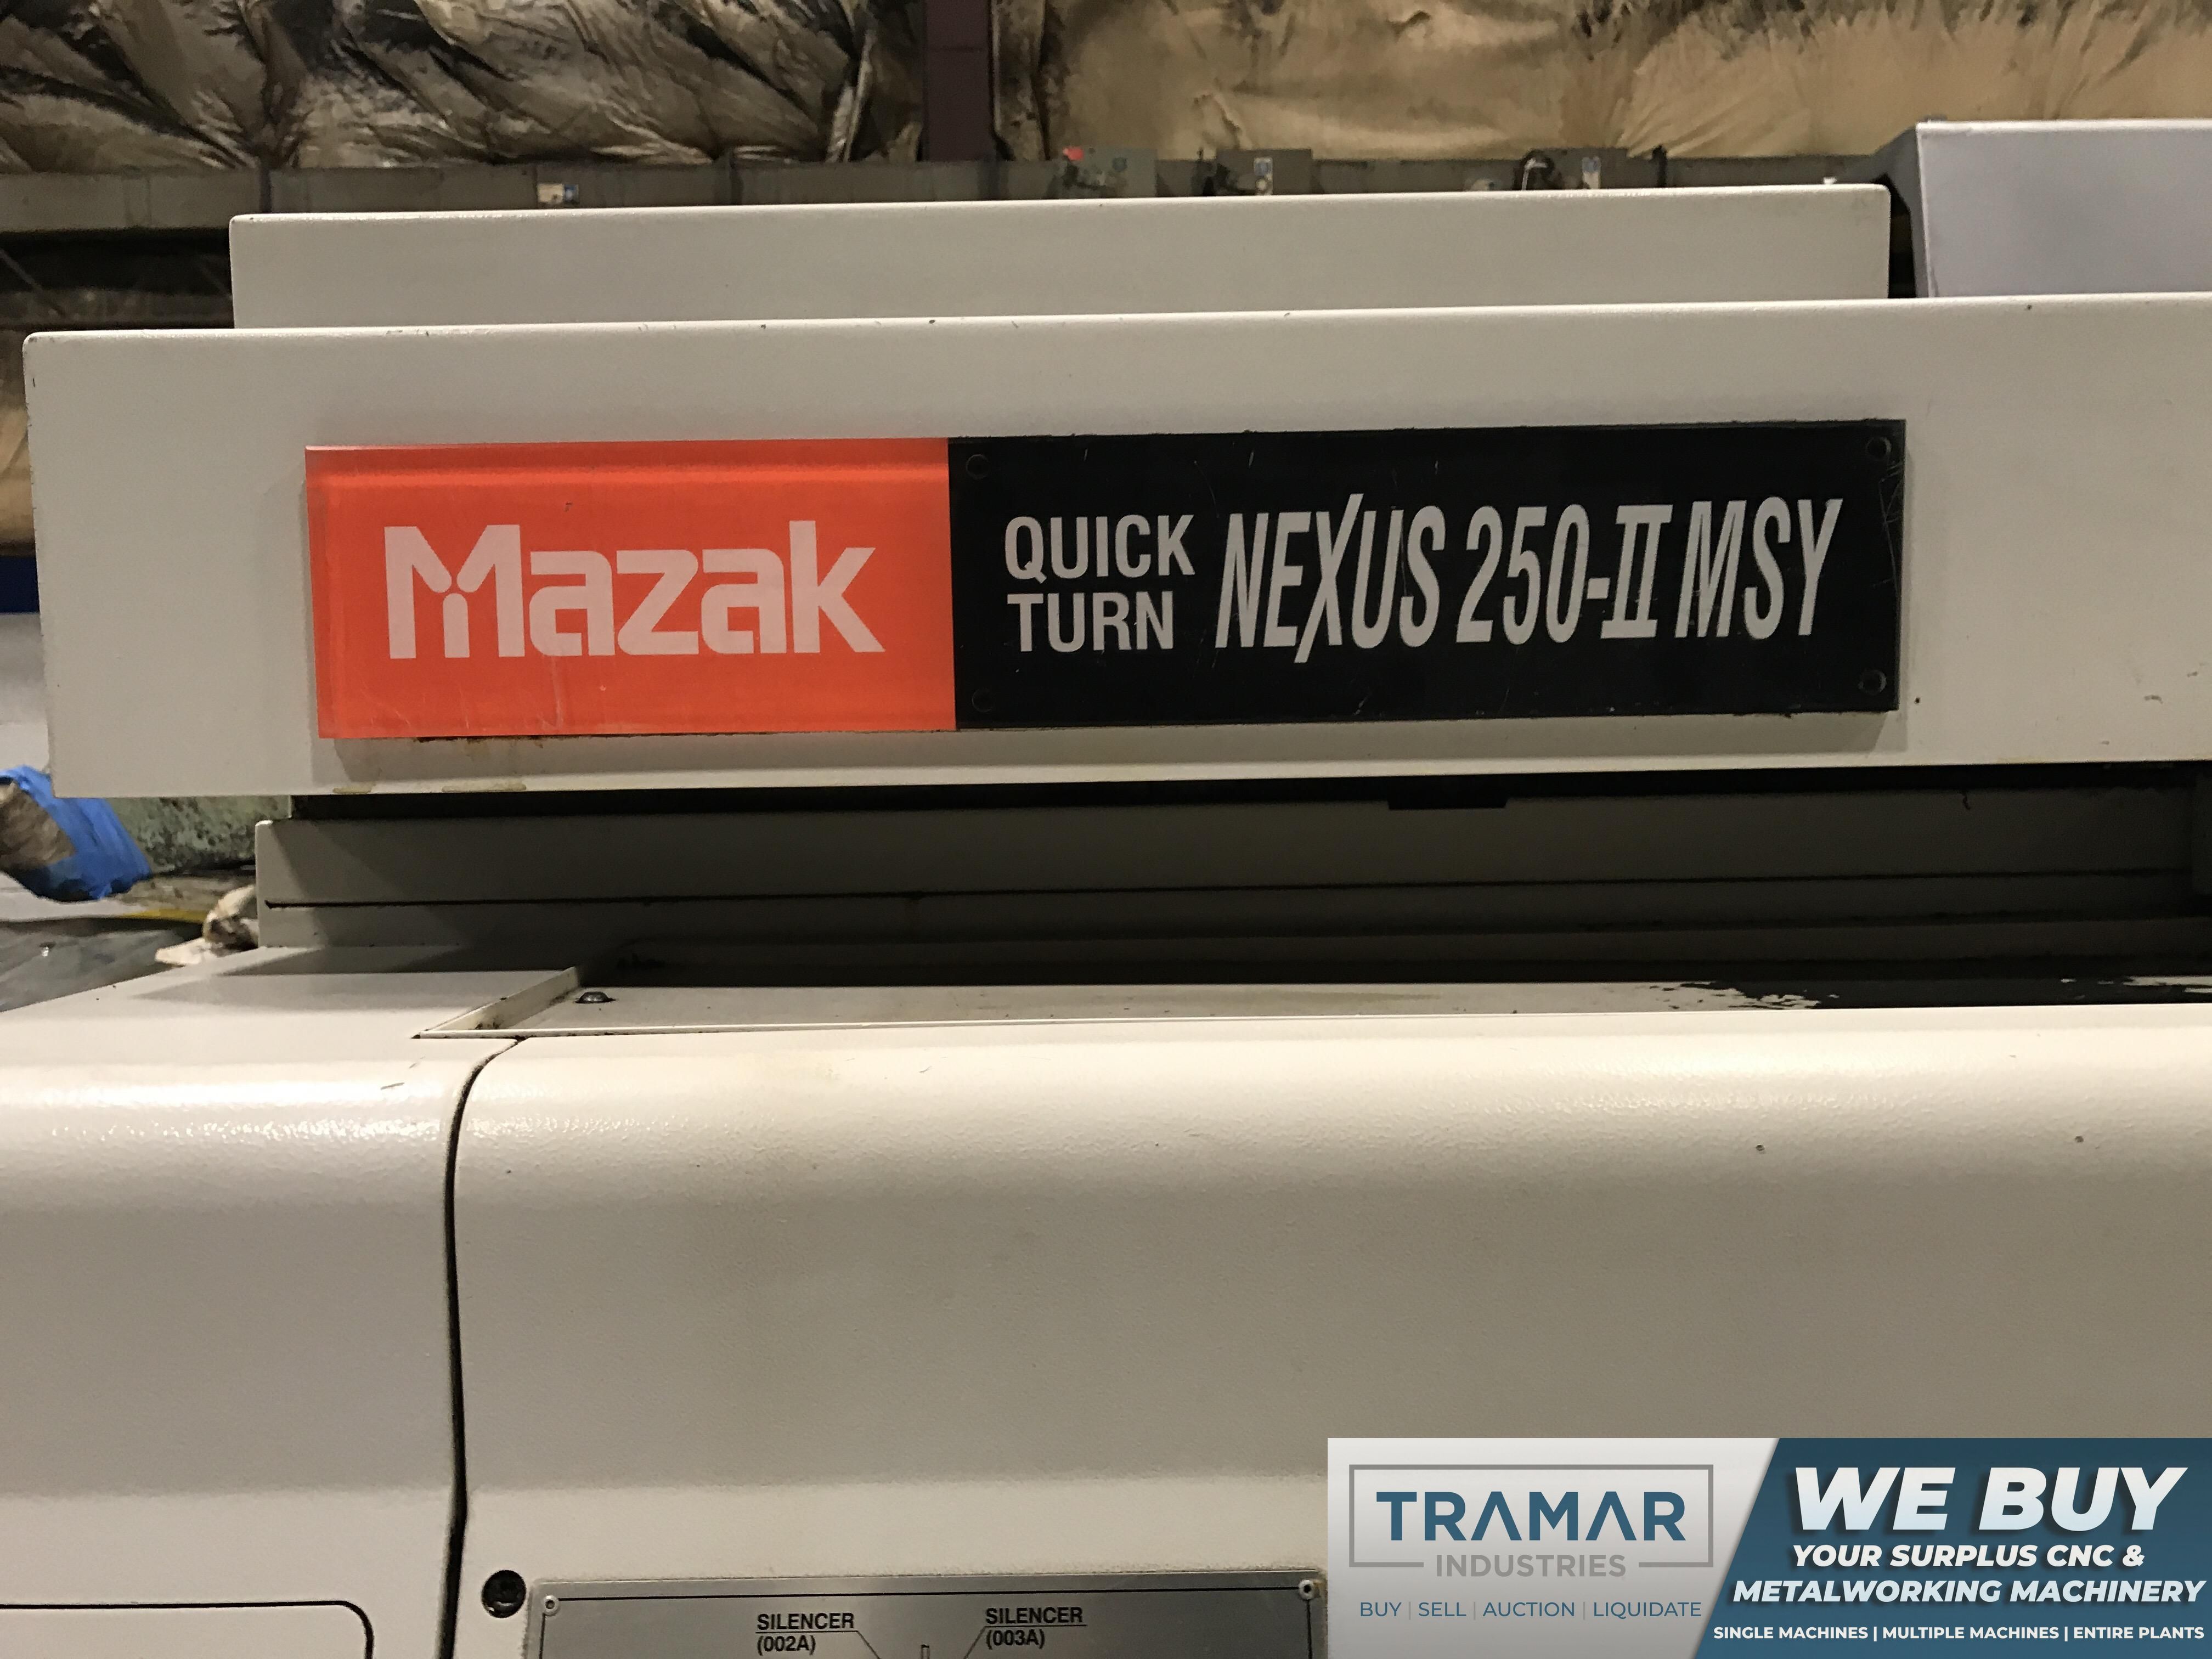 Mazak
QUICK TURN NEXUS 250-II MSY
SILENCER (002A)
SILENCER (003A)
TRAMAR
INDUSTRIES
BUY | SELL | AUCTION | LIQUIDATE
WE BUY
YOUR SURPLUS CNC &
METALWORKING MACHINERY
SINGLE MACHINES | MULTIPLE MACHINES | ENTIRE PLANTS